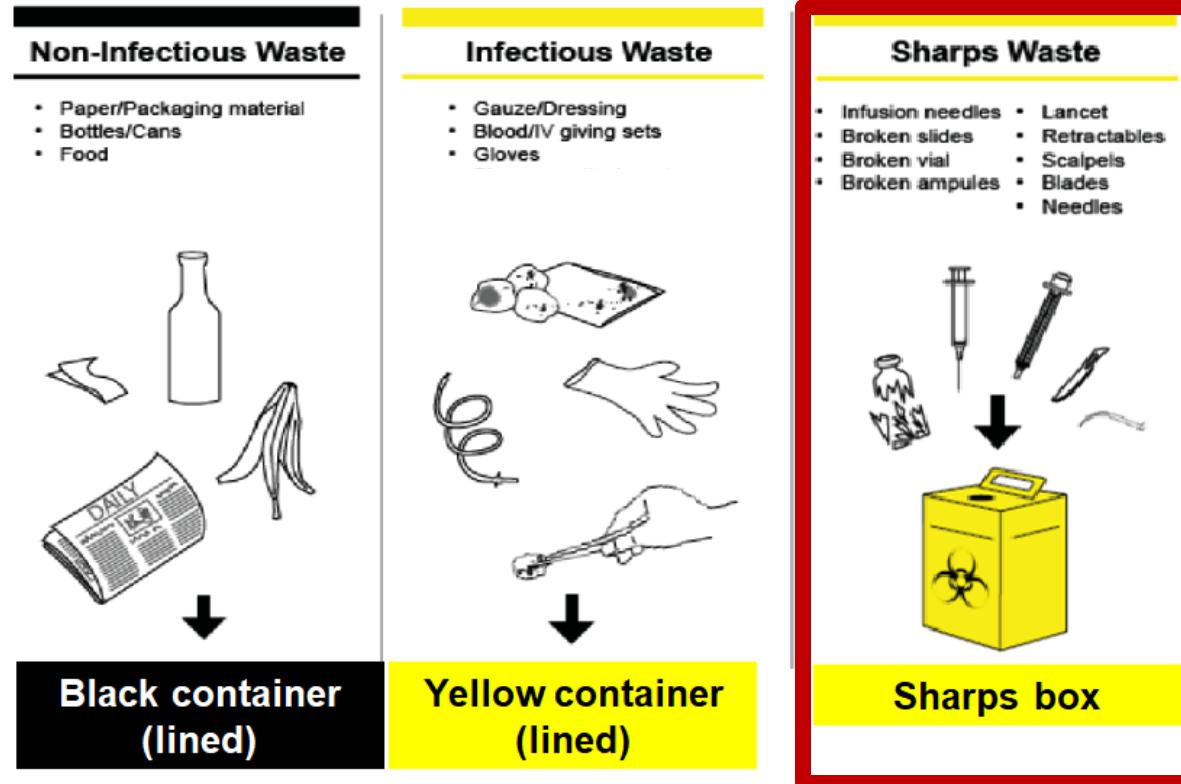 Non-Infectious Waste
• Paper/Packaging material
• Bottles/Cans
• Food
DAILY
Black container
(lined)
Infectious Waste
• Gauze/Dressing
• Blood/IV giving sets
• Gloves
Yellow container
(lined)
Sharps Waste
• Infusion needles
• Broken slides
• Broken vial
• Broken ampules
• Lancet
• Retractables
• Scalpels
• Blades
• Needles
Sharps box